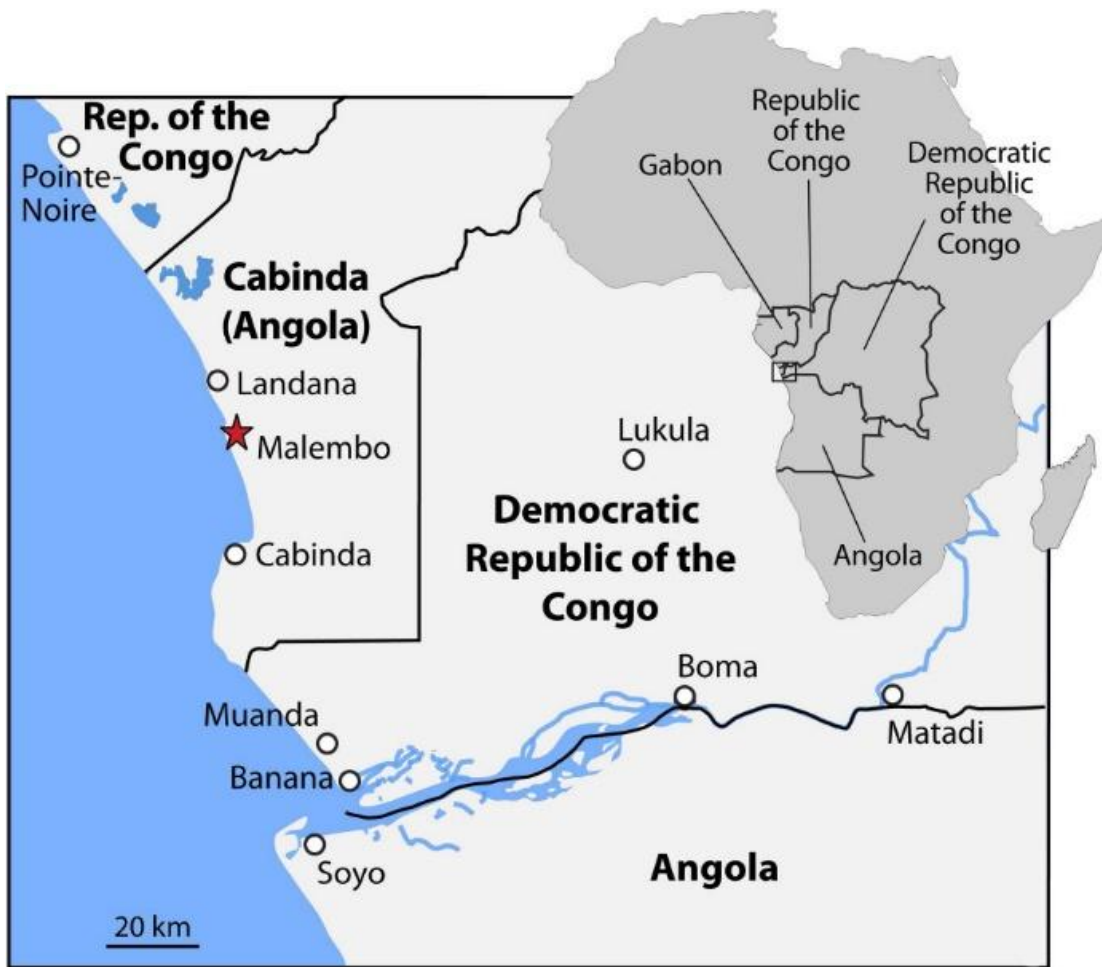 Rep. of the
Congo
Pointe-
Noire
Cabinda
(Angola)
Landana
Malembo
Cabinda
Lukula
Democratic
Republic of the
Congo
Boma
Matadi
Muanda
Banana
Soyo
Angola
20 km
Gabon
Republic
of the
Congo
Democratic
Republic
of the
Congo
Angola